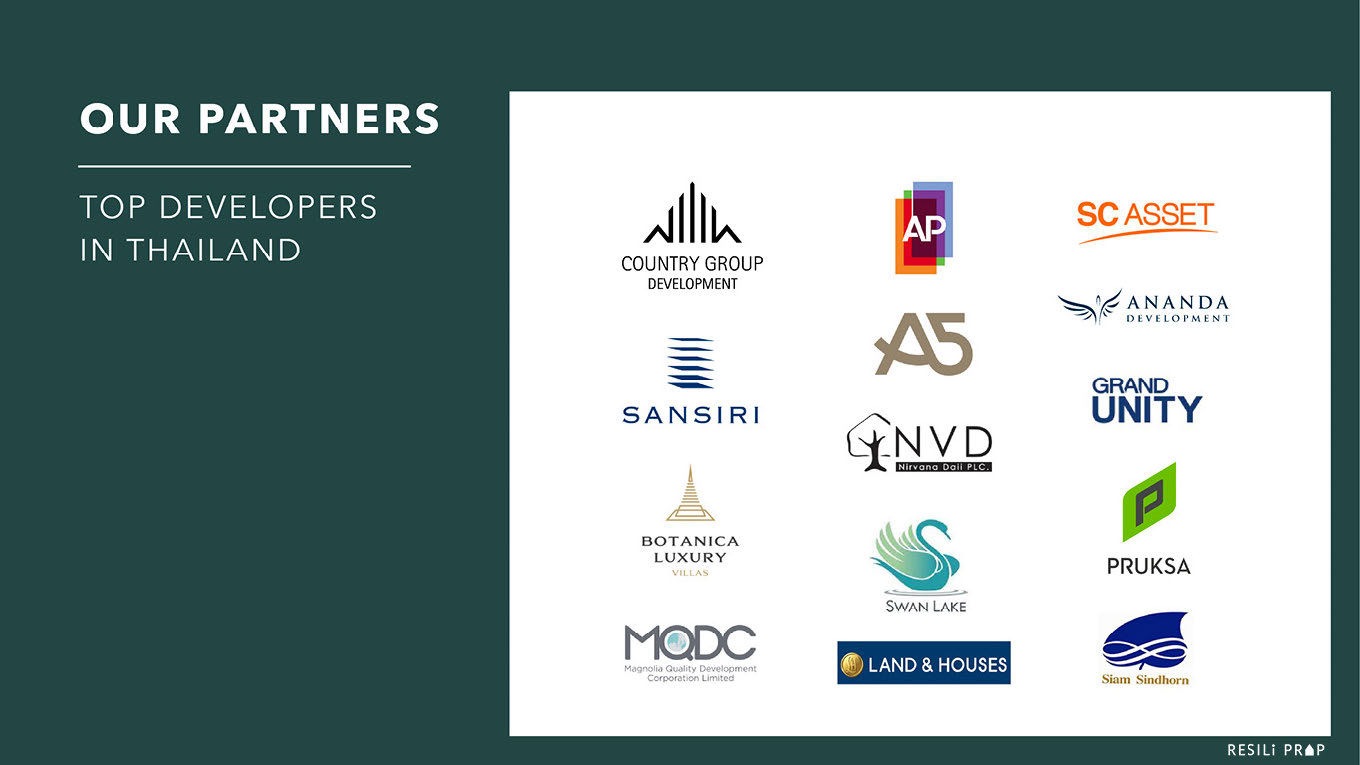 OUR PARTNERS
TOP DEVELOPERS
IN THAILAND
COUNTRY GROUP
DEVELOPMENT
SANSIRI
BOTANICA
LUXURY
VILLAS
MQDC
Magnolia Quality Development
Corporation Limited
AP
A5
NVD
Nirvana Daii PLC.
SWAN LAKE
LAND & HOUSES
SC ASSET
ANANDA
DEVELOPMENT
GRAND
UNITY
P
PRUKSA
Siam Sindhorn
RESILi PROP